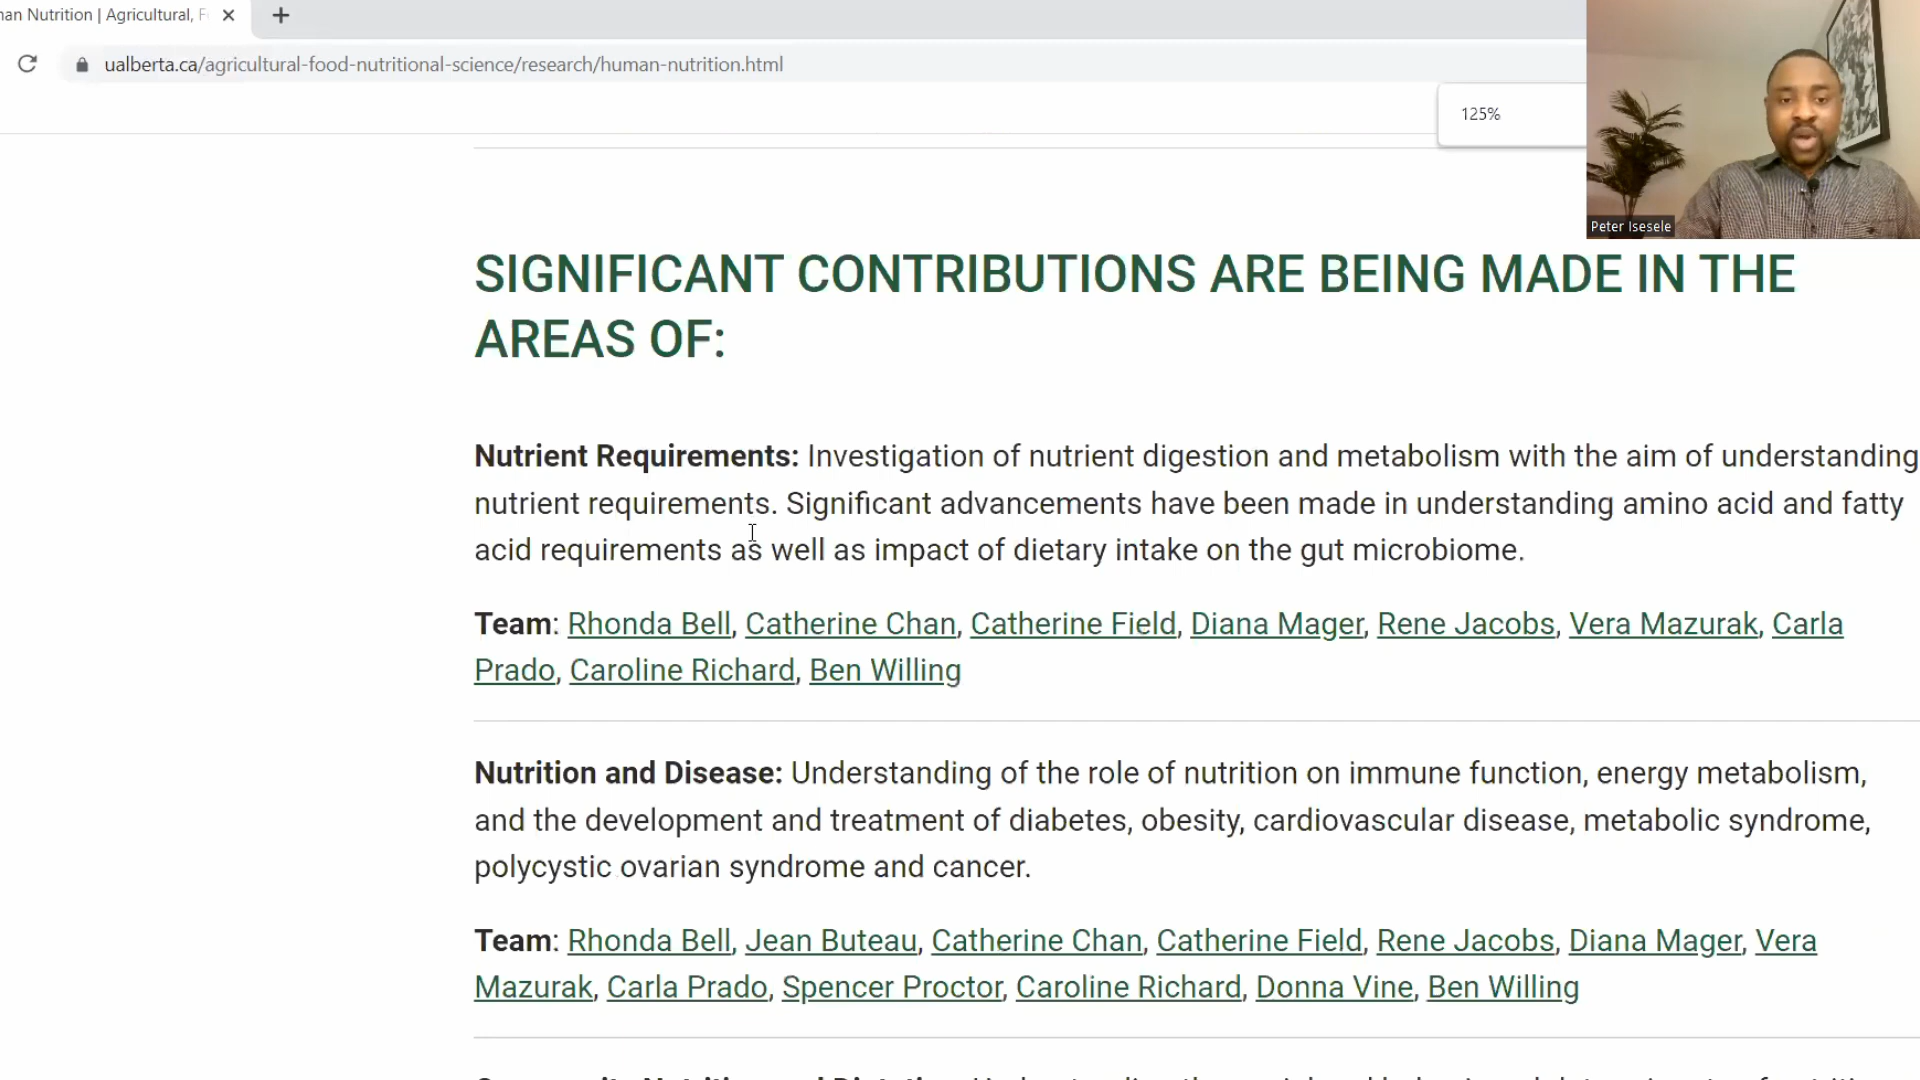 an Nutrition | Agricultural, F
ualberta.ca/agricultural-food-nutritional-science/research/human-nutrition.html
125%
Peter Isesele
SIGNIFICANT CONTRIBUTIONS ARE BEING MADE IN THE
AREAS OF:
Nutrient Requirements: Investigation of nutrient digestion and metabolism with the aim of understanding
nutrient requirements. Significant advancements have been made in understanding amino acid and fatty
acid requirements as well as impact of dietary intake on the gut microbiome.
Team: Rhonda Bell, Catherine Chan, Catherine Field, Diana Mager, Rene Jacobs, Vera Mazurak, Carla
Prado, Caroline Richard, Ben Willing
Nutrition and Disease: Understanding of the role of nutrition on immune function, energy metabolism,
and the development and treatment of diabetes, obesity, cardiovascular disease, metabolic syndrome,
polycystic ovarian syndrome and cancer.
Team: Rhonda Bell, Jean Buteau, Catherine Chan, Catherine Field, Rene Jacobs, Diana Mager, Vera
Mazurak, Carla Prado, Spencer Proctor, Caroline Richard, Donna Vine, Ben Willing